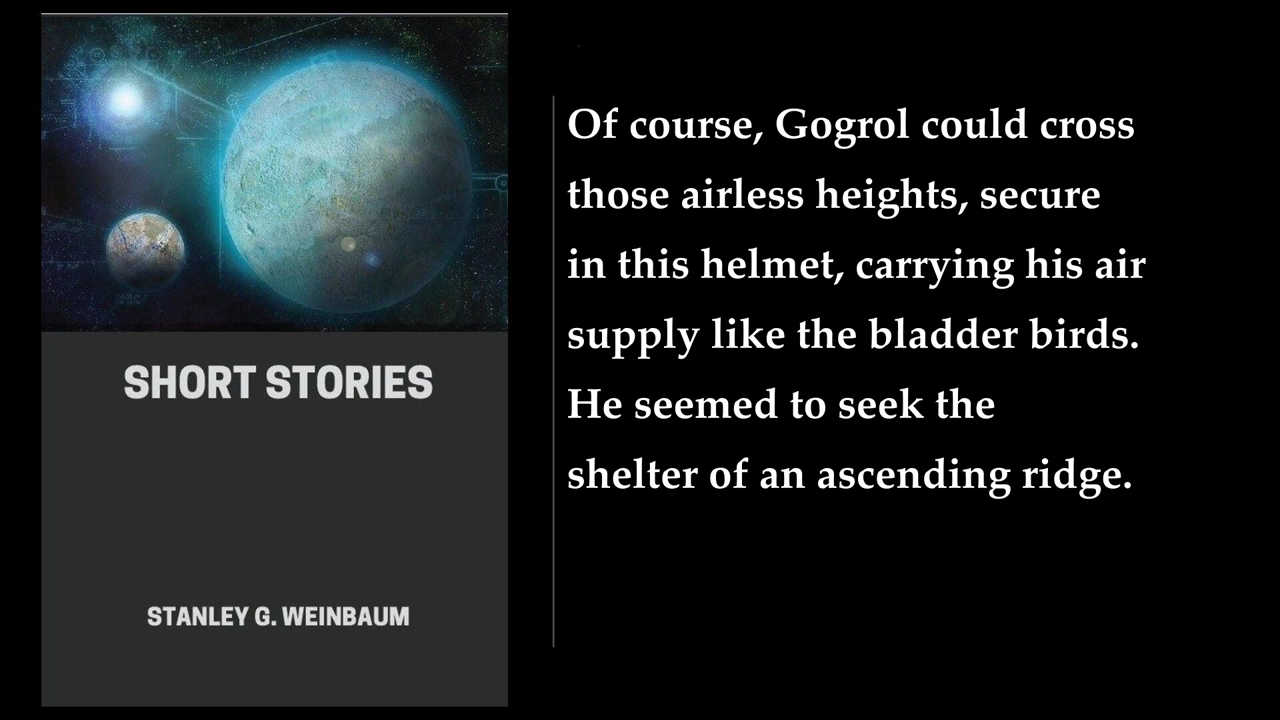 SHORT STORIES
STANLEY G. WEINBAUM
Of course, Gogrol could cross
those airless heights, secure
in this helmet, carrying his air
supply like the bladder birds.
He seemed to seek the
shelter of an ascending ridge.